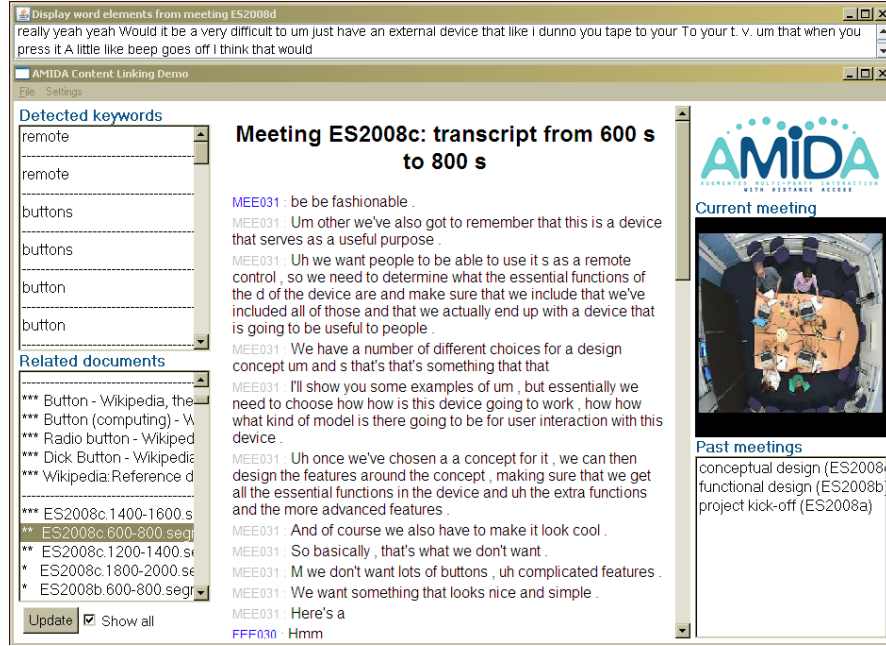 Display word elements from meeting ES2008d
really yeah yeah Would it be a very difficult to um just have an external device that like i dunno you tape to your To your t. v. um that when you
press it A little like beep goes off I think that would
AMIDA Content Linking Demo
File Settings
Detected keywords
remote
remote
buttons
buttons
button
button
Related documents
*** Button - Wikipedia, the
*** Button (computing) - W
*** Radio button - Wikiped
*** Dick Button - Wikipedia
*** Wikipedia:Reference d
*** ES2008c.1400-1600.s
** ES2008c.600-800.segr
** ES2008c.1200-1400.se
* ES2008c.1800-2000.se
* ES2008b.600-800.segr
Update Show all
Meeting ES2008c: transcript from 600 s
to 800 s
MEE031 : be be fashionable .
MEE031 : Um other we've also got to remember that this is a device
that serves as a useful purpose .
MEE031 : Uh we want people to be able to use it s as a remote
control , so we need to determine what the essential functions of
the d of the device are and make sure that we include that we've
included all of those and that we actually end up with a device that
is going to be useful to people .
MEE031 : We have a number of different choices for a design
concept um and s that's that's something that that
MEE031 : I'll show you some examples of um , but essentially we
need to choose how how is this device going to work , how how
what kind of model is there going to be for user interaction with this
device .
MEE031 : Uh once we've chosen a a concept for it , we can then
design the features around the concept , making sure that we get
all the essential functions in the device and uh the extra functions
and the more advanced features .
MEE031 : And of course we also have to make it look cool .
MEE031 : So basically , that's what we don't want .
MEE031 : M we don't want lots of buttons , uh complicated features .
MEE031 : We want something that looks nice and simple .
MEE031 : Here's a
FEE030 : Hmm
AMIDA
AUGMENTED MULTI-PARTY INTERACTION
WITH DISTANCE ACCESS
Current meeting
Past meetings
conceptual design (ES2008c
functional design (ES2008b)
project kick-off (ES2008a)